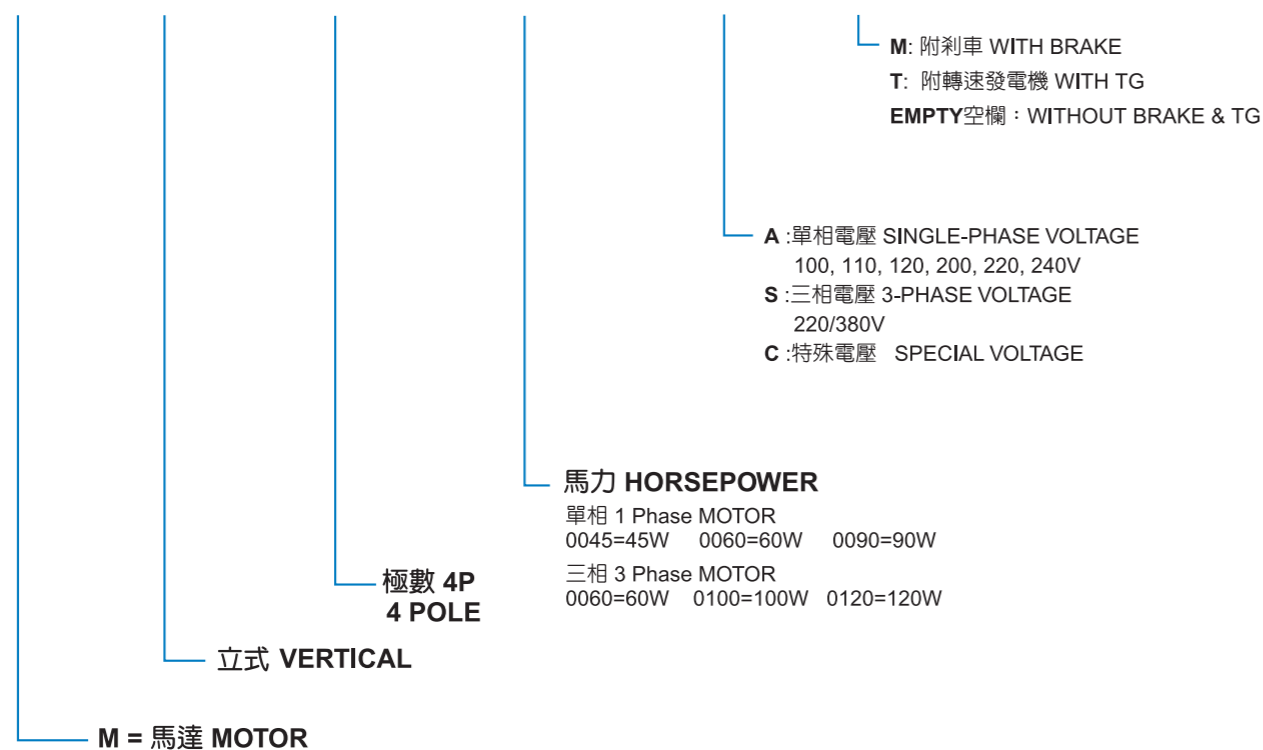 M: 附剎車 WITH BRAKE
T: 附轉速發電機 WITH TG
EMPTY空欄：WITHOUT BRAKE & TG
A :單相電壓 SINGLE-PHASE VOLTAGE
100, 110, 120, 200, 220, 240V
S :三相電壓 3-PHASE VOLTAGE
220/380V
C :特殊電壓 SPECIAL VOLTAGE
馬力 HORSEPOWER
單相 1 Phase MOTOR
0045=45W 0060=60W 0090=90W
三相 3 Phase MOTOR
0060=60W 0100=100W 0120=120W
極數 4P
4 POLE
立式 VERTICAL
M = 馬達 MOTOR